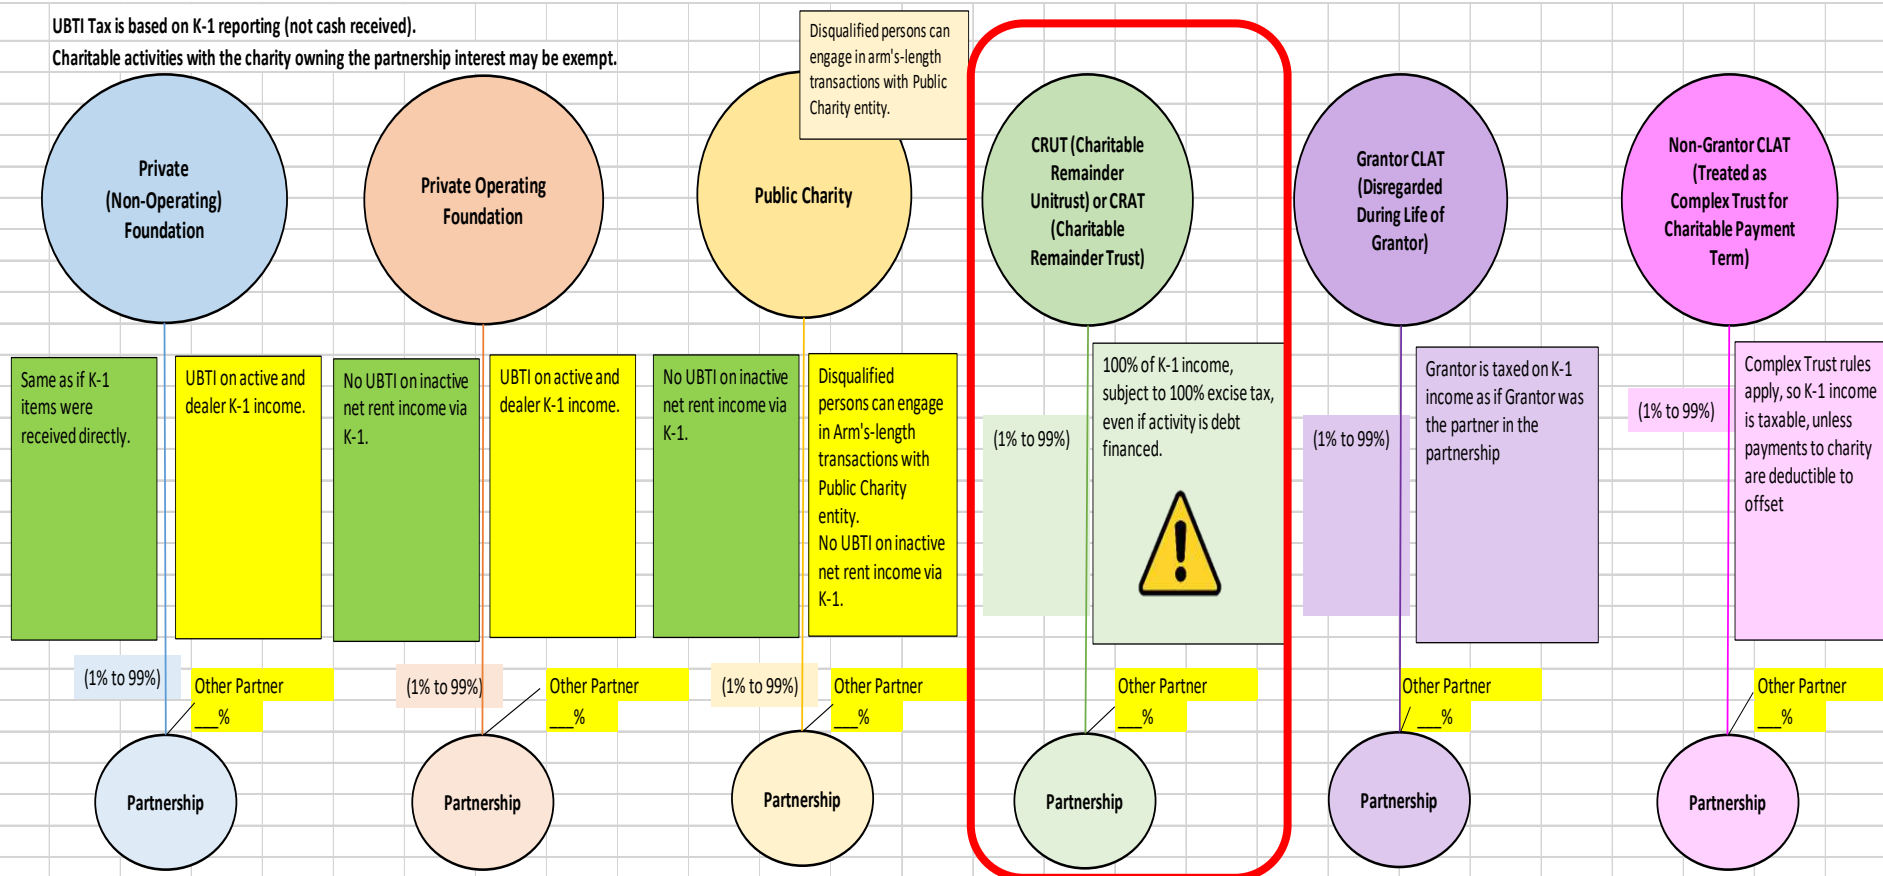 UBTI Tax is based on K-1 reporting (not cash received).
Charitable activities with the charity owning the partnership interest may be exempt.
Disqualified persons can
engage in arm's-length
transactions with Public
Charity entity.
Private
(Non-Operating)
Foundation
Private Operating
Foundation
Public Charity
CRUT (Charitable
Remainder
Unitrust) or CRAT
(Charitable
Remainder Trust)
Grantor CLAT
(Disregarded
During Life of
Grantor)
Non-Grantor CLAT
(Treated as
Complex Trust for
Charitable Payment
Term)
Same as if K-1
items were
received directly.
UBTI on active and
dealer K-1 income.
No UBTI on inactive
net rent income via
K-1.
UBTI on active and
dealer K-1 income.
No UBTI on inactive
net rent income via
K-1.
Disqualified
persons can engage
in Arm's-length
transactions with
Public Charity
entity.
No UBTI on inactive
net rent income via
K-1.
(1% to 99%)
100% of K-1 income,
subject to 100% excise tax,
even if activity is debt
financed.
(1% to 99%)
Grantor is taxed on K-1
income as if Grantor was
the partner in the
partnership
(1% to 99%)
Complex Trust rules
apply, so K-1 income
is taxable, unless
payments to charity
are deductible to
offset
(1% to 99%)
Other Partner
___%
(1% to 99%)
Other Partner
___%
(1% to 99%)
Other Partner
___%
Other Partner
___%
Other Partner
___%
Other Partner
___%
Partnership
Partnership
Partnership
Partnership
Partnership
Partnership